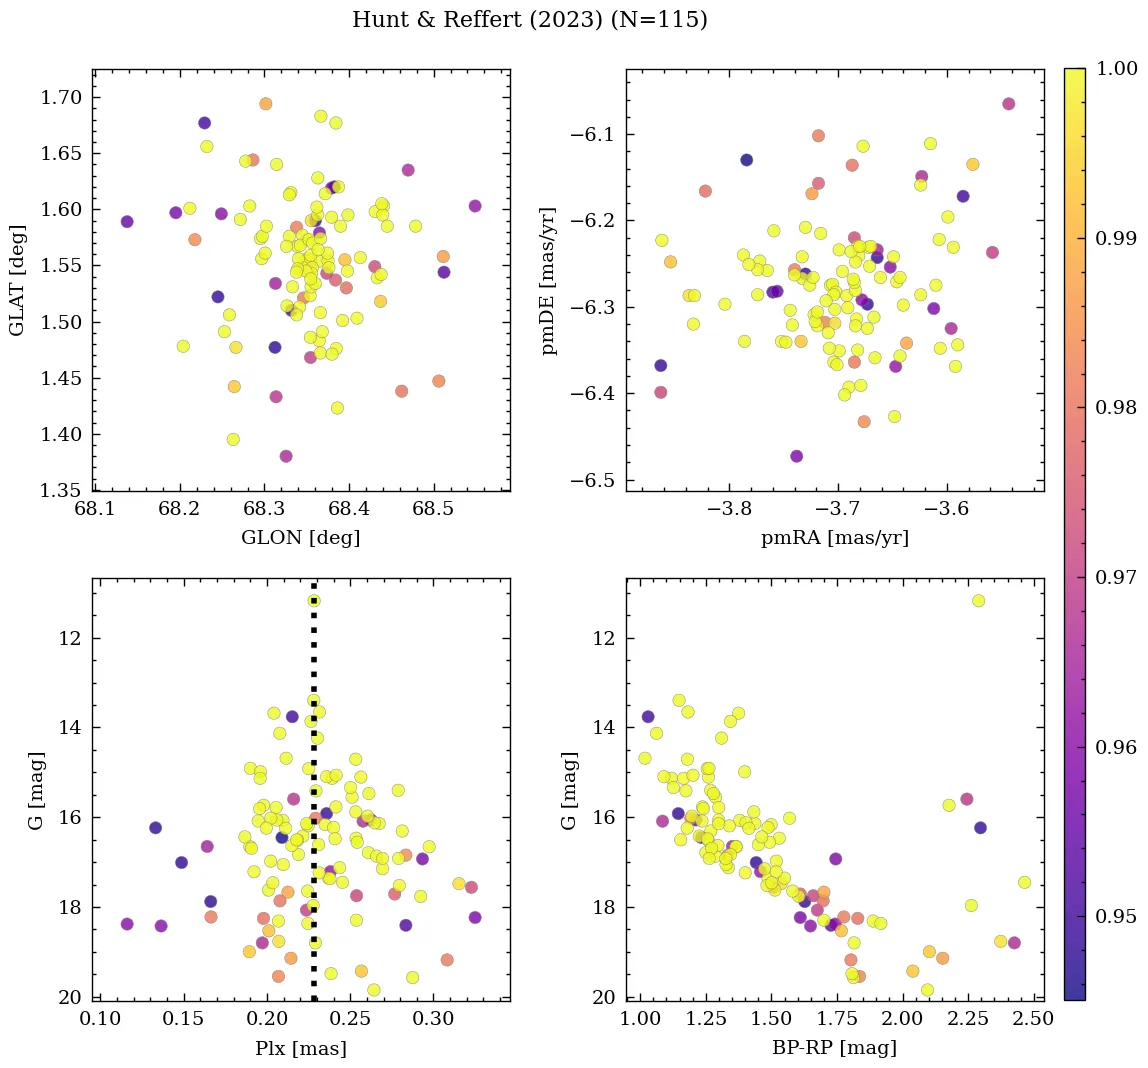 Hunt & Reffert (2023) (N=115)
1.70
1.65
1.60
1.55
1.50
1.45
1.40
1.35
GLAT [deg]
68.1 68.2 68.3 68.4 68.5
GLON [deg]
−6.1
−6.2
−6.3
−6.4
−6.5
pmDE [mas/yr]
−3.8 −3.7 −3.6
pmRA [mas/yr]
1.00
0.99
0.98
0.97
0.96
0.95
12
14
16
18
20
G [mag]
0.10 0.15 0.20 0.25 0.30
Plx [mas]
12
14
16
18
20
G [mag]
1.00 1.25 1.50 1.75 2.00 2.25 2.50
BP-RP [mag]